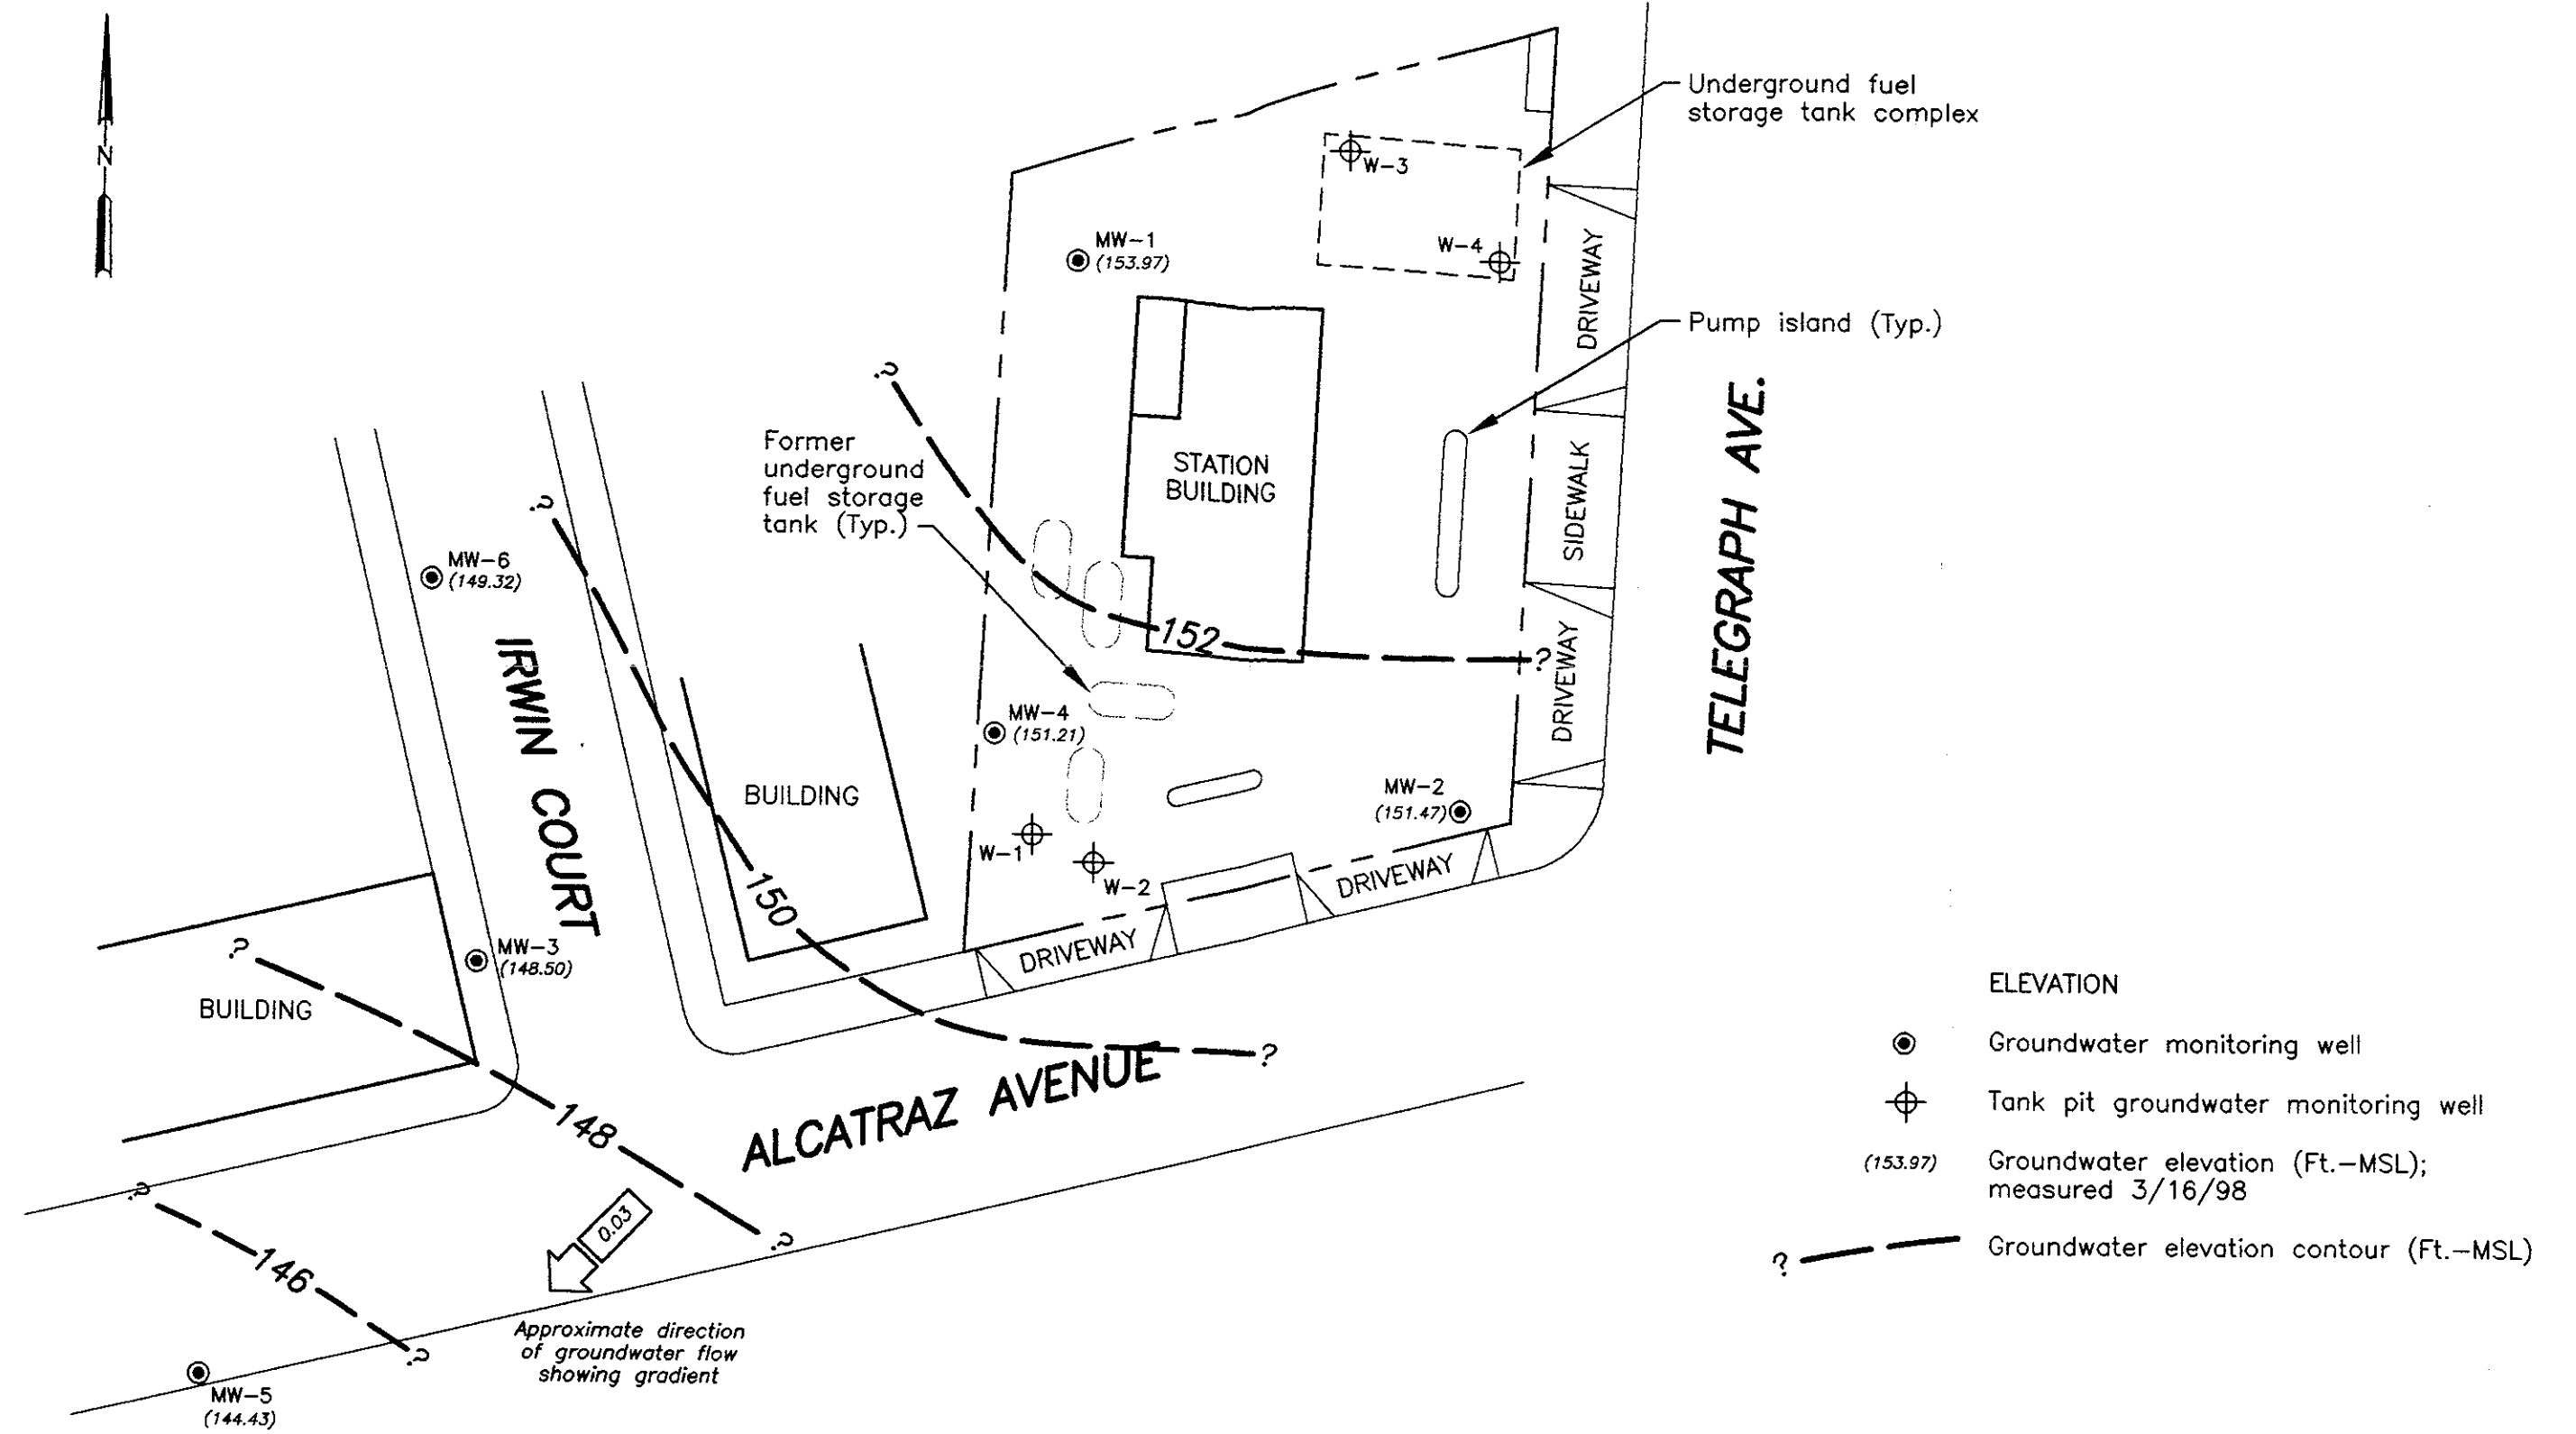 N
Underground fuel
storage tank complex
W-3
MW-1
(153.97)
W-4
DRIVEWAY
Pump island (Typ.)
?
TELEGRAPH AVE.
Former
underground
fuel storage
tank (Typ.)
STATION
BUILDING
SIDEWALK
?
MW-6
(149.32)
152
?
DRIVEWAY
IRWIN COURT
MW-4
(151.21)
BUILDING
MW-2
(151.47)
W-1
W-2
DRIVEWAY
150
DRIVEWAY
?
MW-3
(148.50)
BUILDING
?
ALCATRAZ AVENUE
148
?
?
146
0.03
?
Approximate direction
of groundwater flow
showing gradient
MW-5
(144.43)
ELEVATION
Groundwater monitoring well
Tank pit groundwater monitoring well
(153.97) Groundwater elevation (Ft.-MSL);
measured 3/16/98
? Groundwater elevation contour (Ft.-MSL)